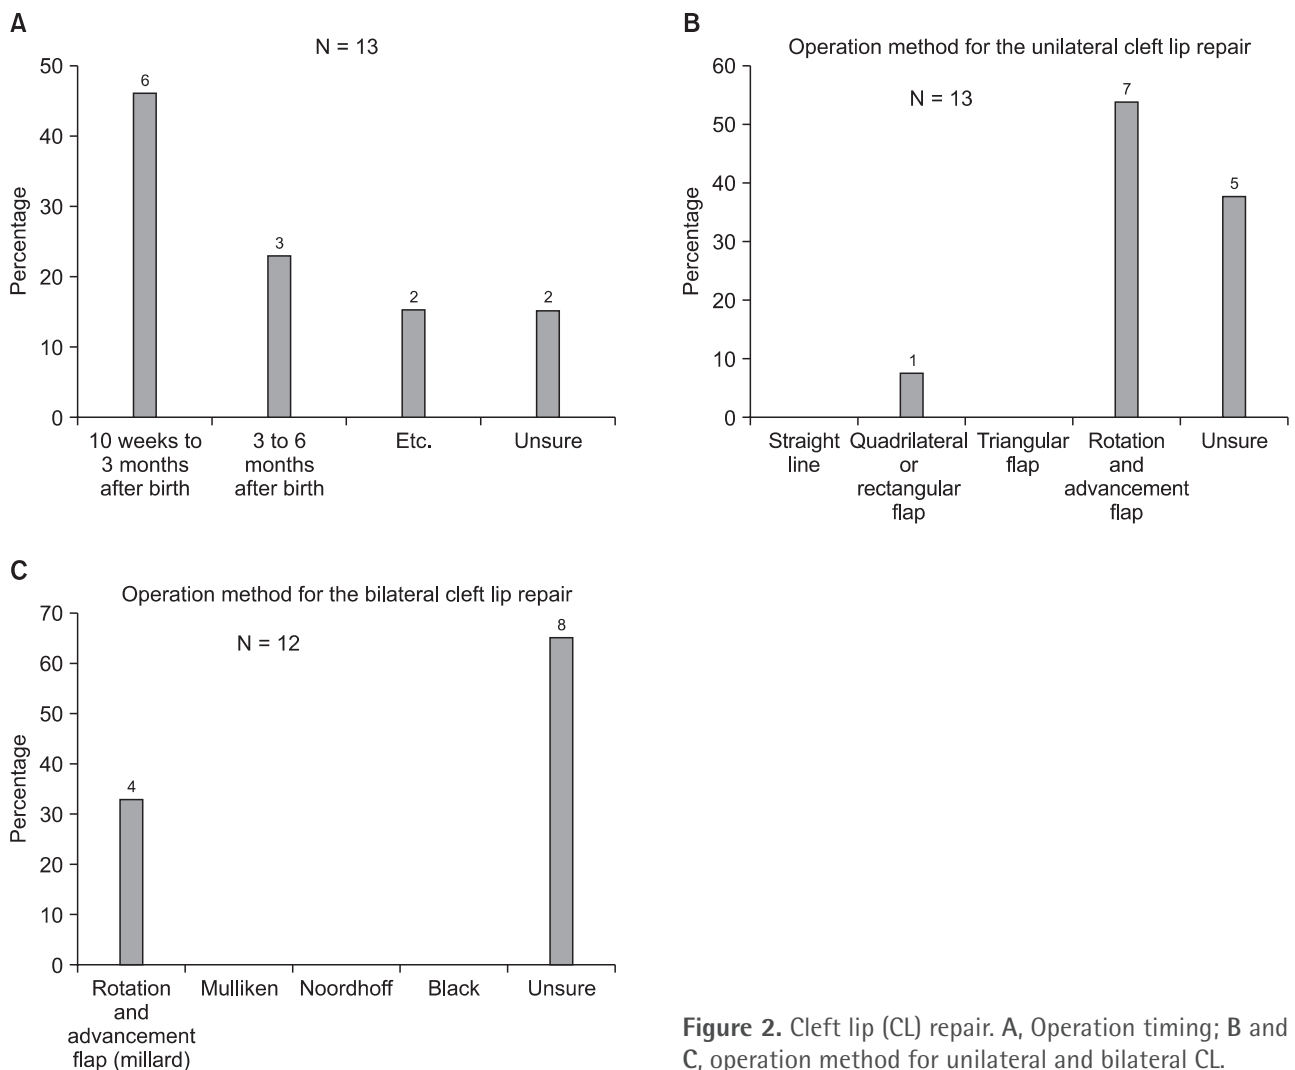 A
N = 13
50
40
30
20
10
0
Percentage
6
3
2
2
10 weeks to
3 months
after birth
3 to 6
months
after birth
Etc.
Unsure
B
Operation method for the unilateral cleft lip repair
N = 13
60
50
40
30
20
10
0
Percentage
1
7
5
Straight
line
Quadrilateral
or
rectangular
flap
Triangular
flap
Rotation
and
advancement
flap
Unsure
C
Operation method for the bilateral cleft lip repair
N = 12
70
60
50
40
30
20
10
0
Percentage
4
8
Rotation
and
advancement
flap (millard)
Mulliken
Noordhoff
Black
Unsure
Figure 2. Cleft lip (CL) repair. A, Operation timing; B and
C, operation method for unilateral and bilateral CL.